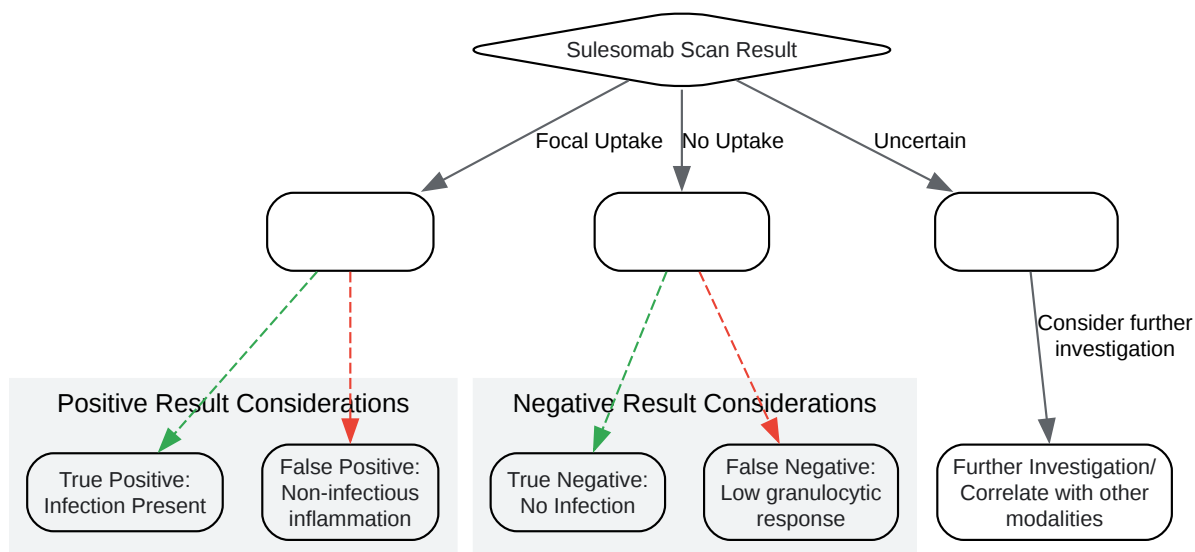 Sulesomab Scan Result
Focal Uptake
No Uptake
Uncertain
Consider further
investigation
Positive Result Considerations
Negative Result Considerations
True Positive:
Infection Present
False Positive:
Non-infectious
inflammation
True Negative:
No Infection
False Negative:
Low granulocytic
response
Further Investigation/
Correlate with other
modalities